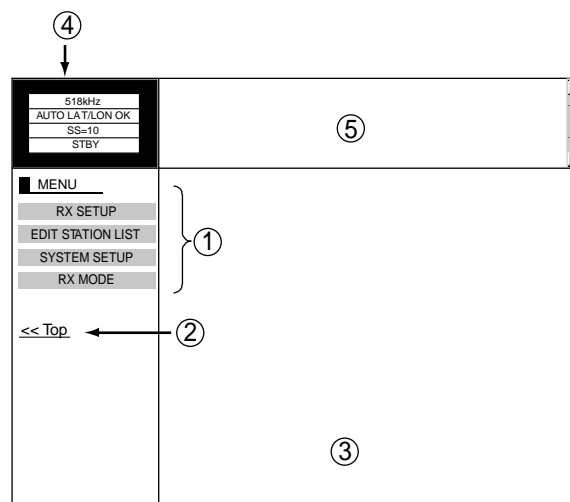 ④
518kHz
AUTO LAT/LON OK
SS=10
STBY
⑤
MENU
RX SETUP
EDIT STATION LIST
SYSTEM SETUP
RX MODE
①
<< Top
②
③